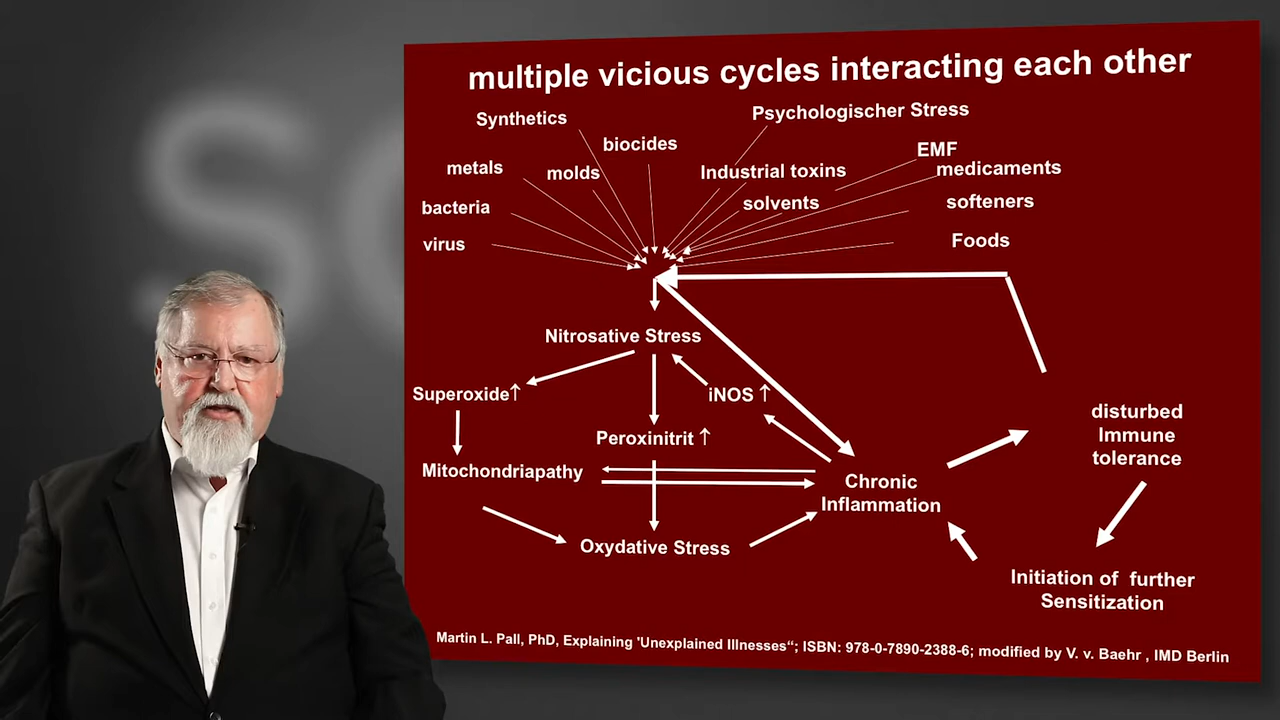 multiple vicious cycles interacting each other
Synthetics
Psychologischer Stress
biocides
EMF
metals
molds
Industrial toxins
medicaments
bacteria
solvents
softeners
virus
Foods
Nitrosative Stress
Superoxide↑
iNOS ↑
disturbed
Immune
tolerance
Peroxinitrit ↑
Mitochondriapathy
Chronic
Inflammation
Oxydative Stress
Initiation of further
Sensitization
Martin L. Pall, PhD, Explaining 'Unexplained Illnesses“; ISBN: 978-0-7890-2388-6; modified by V. v. Baehr , IMD Berlin